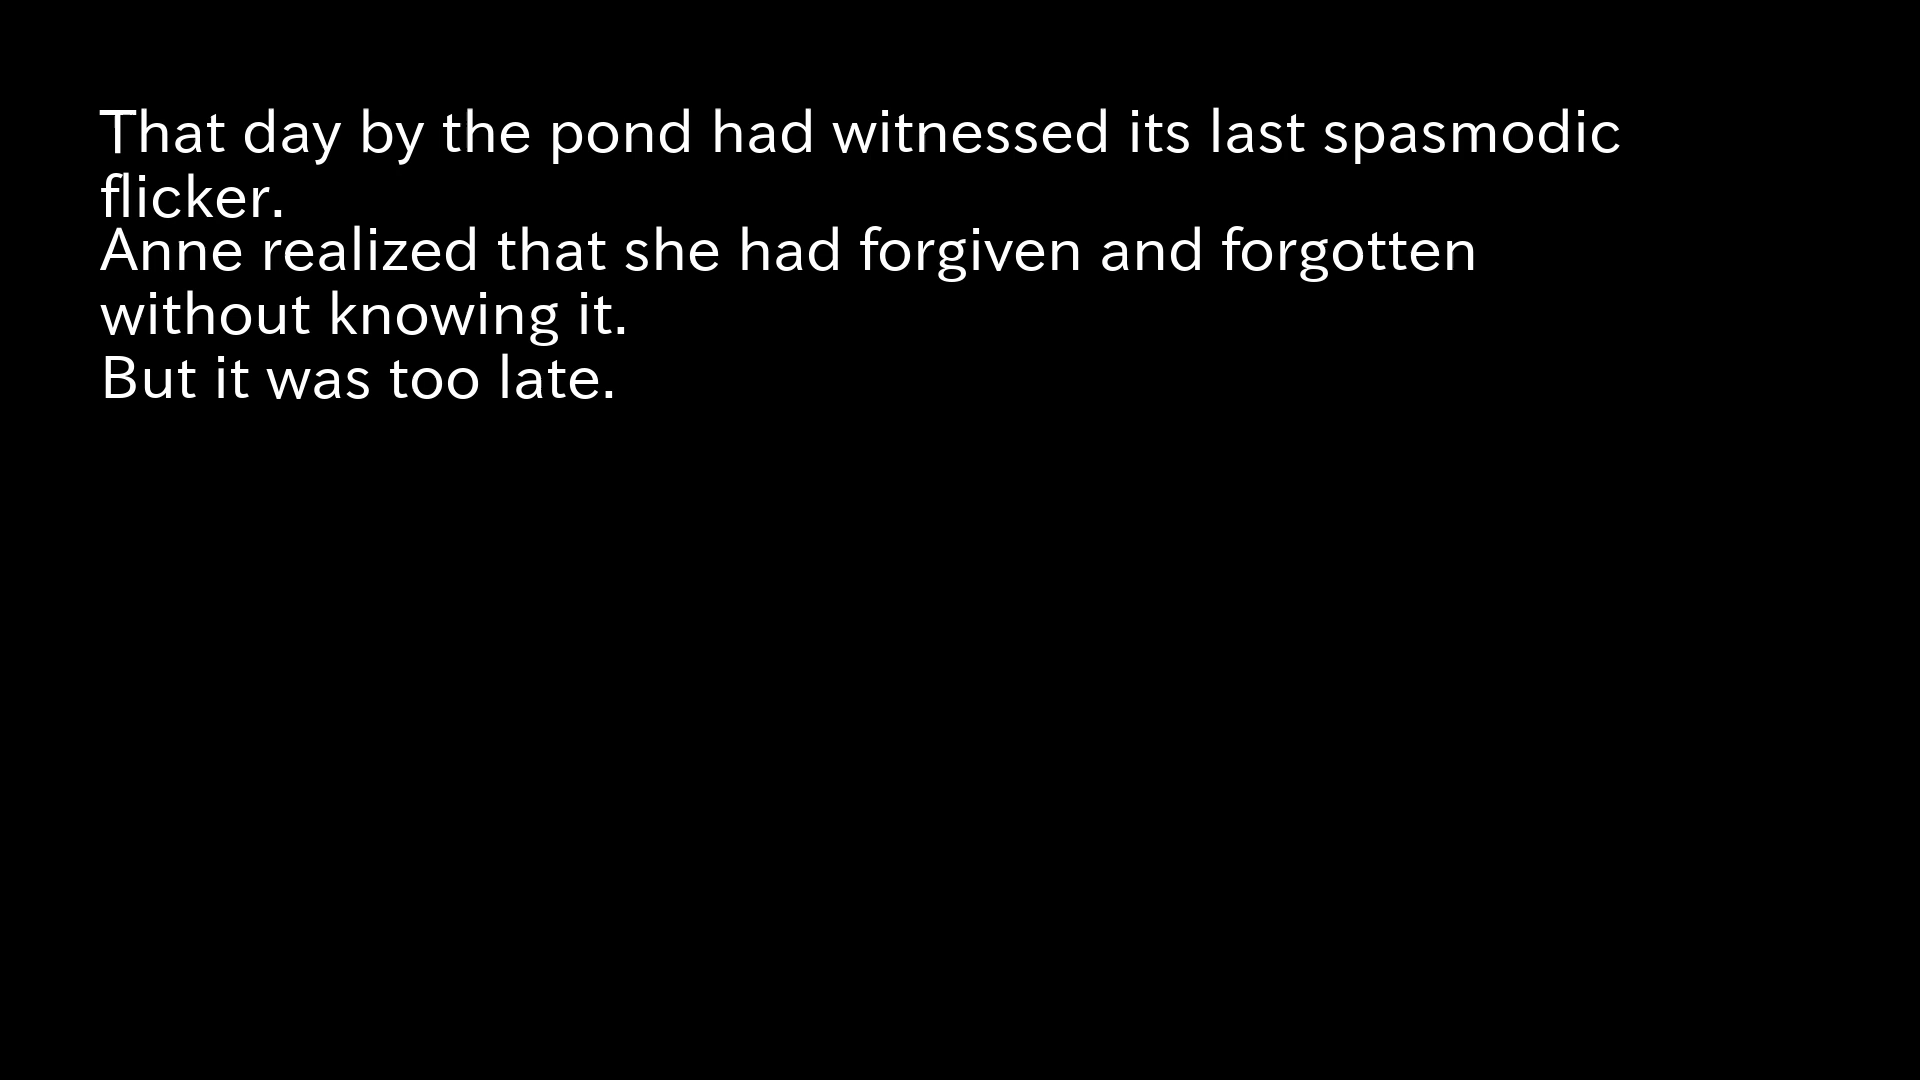 That day by the pond had witnessed its last spasmodic
flicker.
Anne realized that she had forgiven and forgotten
without knowing it.
But it was too late.